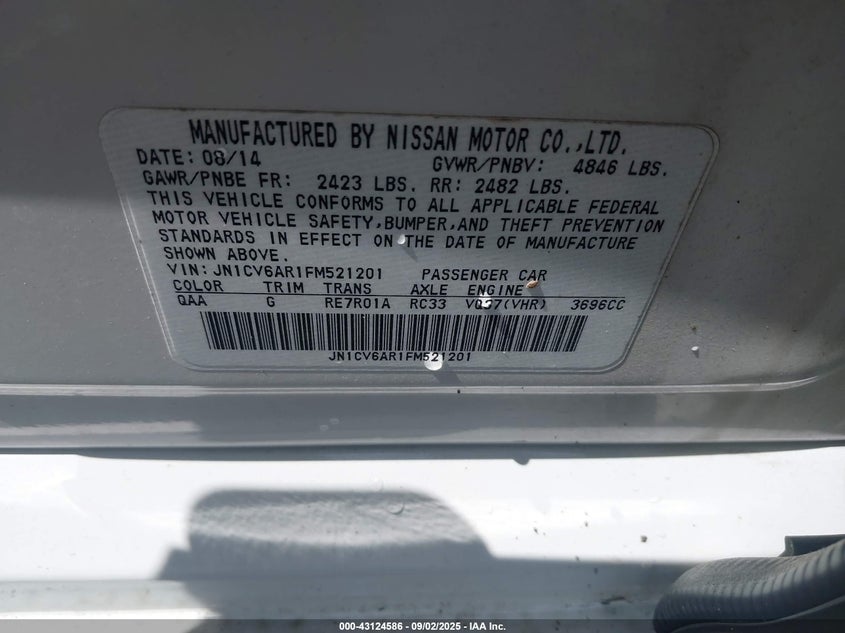 MANUFACTURED BY NISSAN MOTOR CO.,LTD.
DATE: 08/14 GVWR/PNBV: 4846 LBS.
GAWR/PNBE FR: 2423 LBS. RR: 2482 LBS.
THIS VEHICLE CONFORMS TO ALL APPLICABLE FEDERAL
MOTOR VEHICLE SAFETY,BUMPER,AND THEFT PREVENTION
STANDARDS IN EFFECT ON THE DATE OF MANUFACTURE
SHOWN ABOVE.
VIN: JN1CV6AR1FM521201 PASSENGER CAR
COLOR TRIM TRANS AXLE ENGINE
QAA G RE7R01A RC33 VQ37(VHR) 3696CC
JN1CV6AR1FM521201
000-43124586 - 09/02/2025 - IAA Inc.